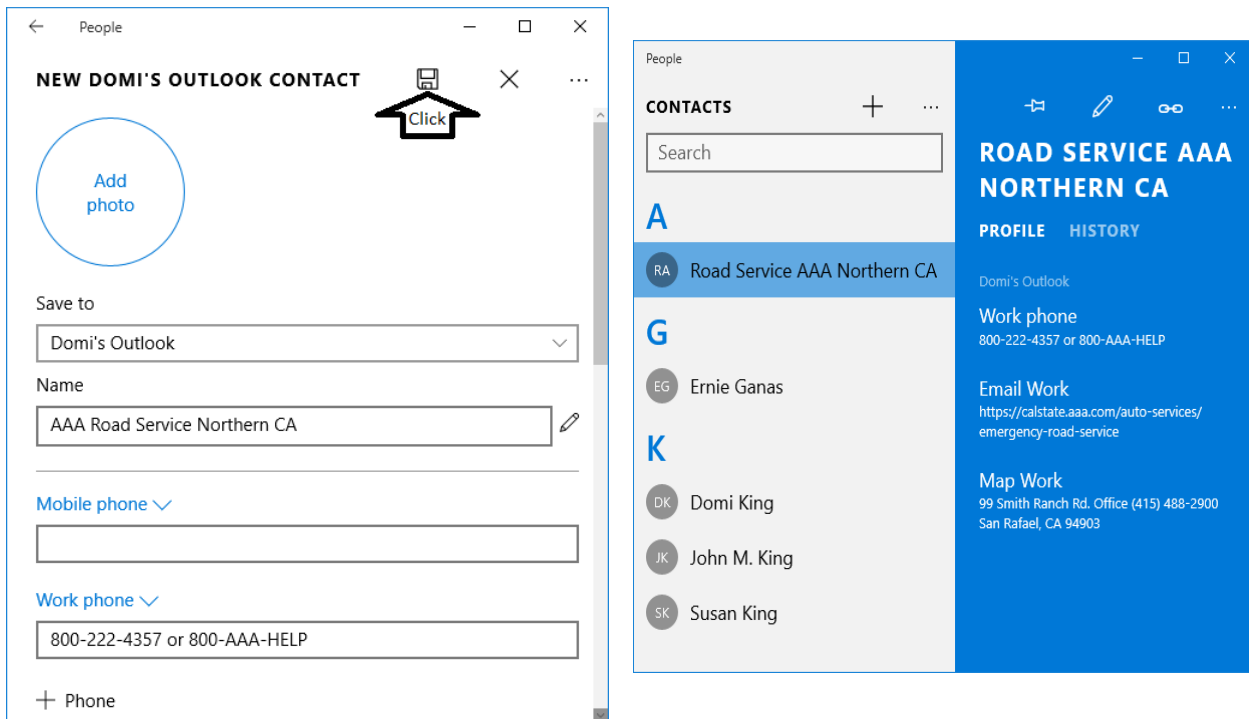 People
NEW DOMI'S OUTLOOK CONTACT
Click
Add
photo
Save to
Domi's Outlook
Name
AAA Road Service Northern CA
Mobile phone
Work phone
800-222-4357 or 800-AAA-HELP
Phone
People
CONTACTS
Search
A
RA Road Service AAA Northern CA
G
EG Ernie Ganas
K
DK Domi King
JK John M. King
SK Susan King
ROAD SERVICE AAA
NORTHERN CA
PROFILE HISTORY
Domi's Outlook
Work phone
800-222-4357 or 800-AAA-HELP
Email Work
https://calstate.aaa.com/auto-services/
emergency-road-service
Map Work
99 Smith Ranch Rd. Office (415) 488-2900
San Rafael, CA 94903